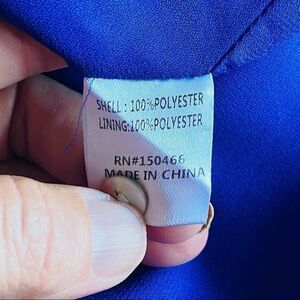 SHELL : 100%POLYESTER
LINING:100%POLYESTER
RN#150466
MADE IN CHINA